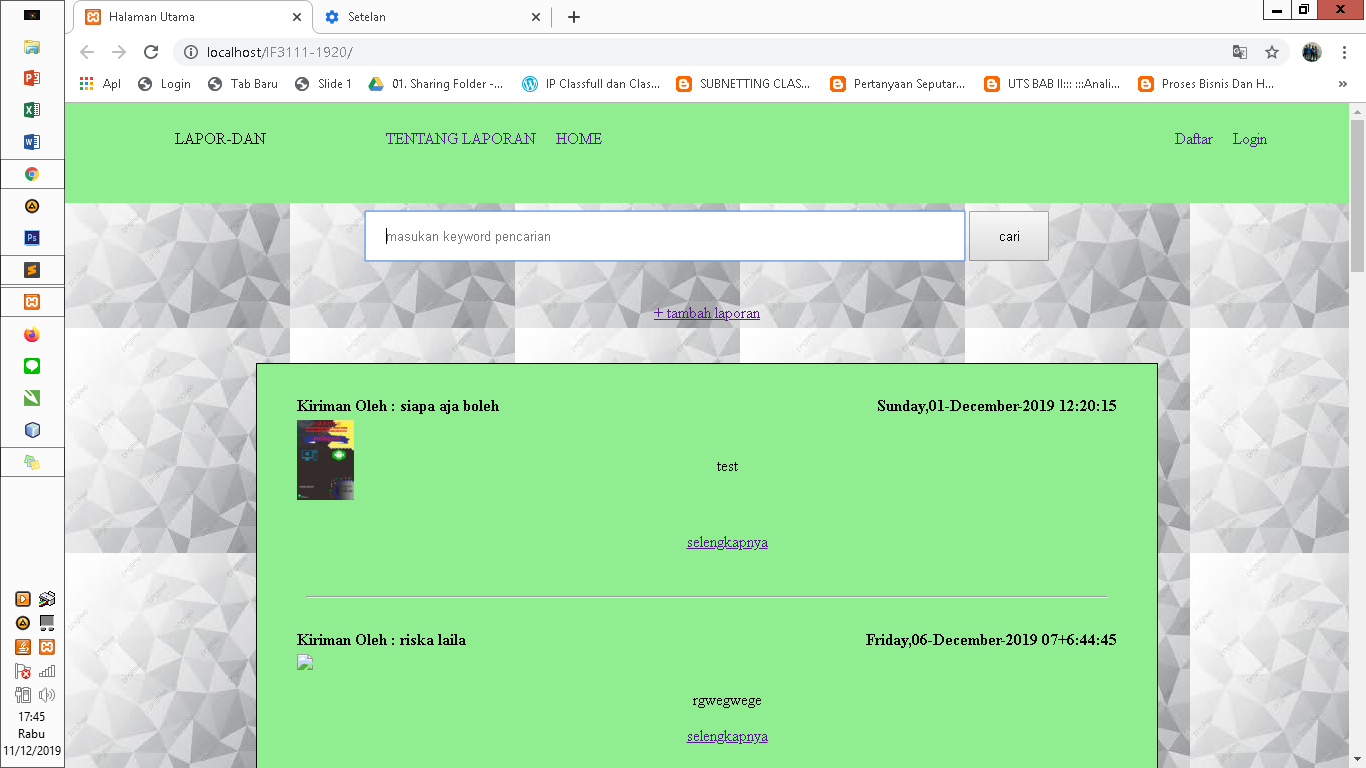 Halaman Utama
Setelan
localhost/IF3111-1920/
Apl Login Tab Baru Slide 1 01. Sharing Folder -... IP Classfull dan Clas... SUBNETTING CLAS... Pertanyaan Seputar... UTS BAB II::: :::Anali... Proses Bisnis Dan H... »
LAPOR-DAN TENTANG LAPORAN HOME Daftar Login
masukan keyword pencarian cari
+ tambah laporan
Kiriman Oleh : siapa aja boleh Sunday,01-December-2019 12:20:15
test
selengkapnya
Kiriman Oleh : riska laila Friday,06-December-2019 07+6:44:45
rgwegwege
selengkapnya
17:45
Rabu
11/12/2019